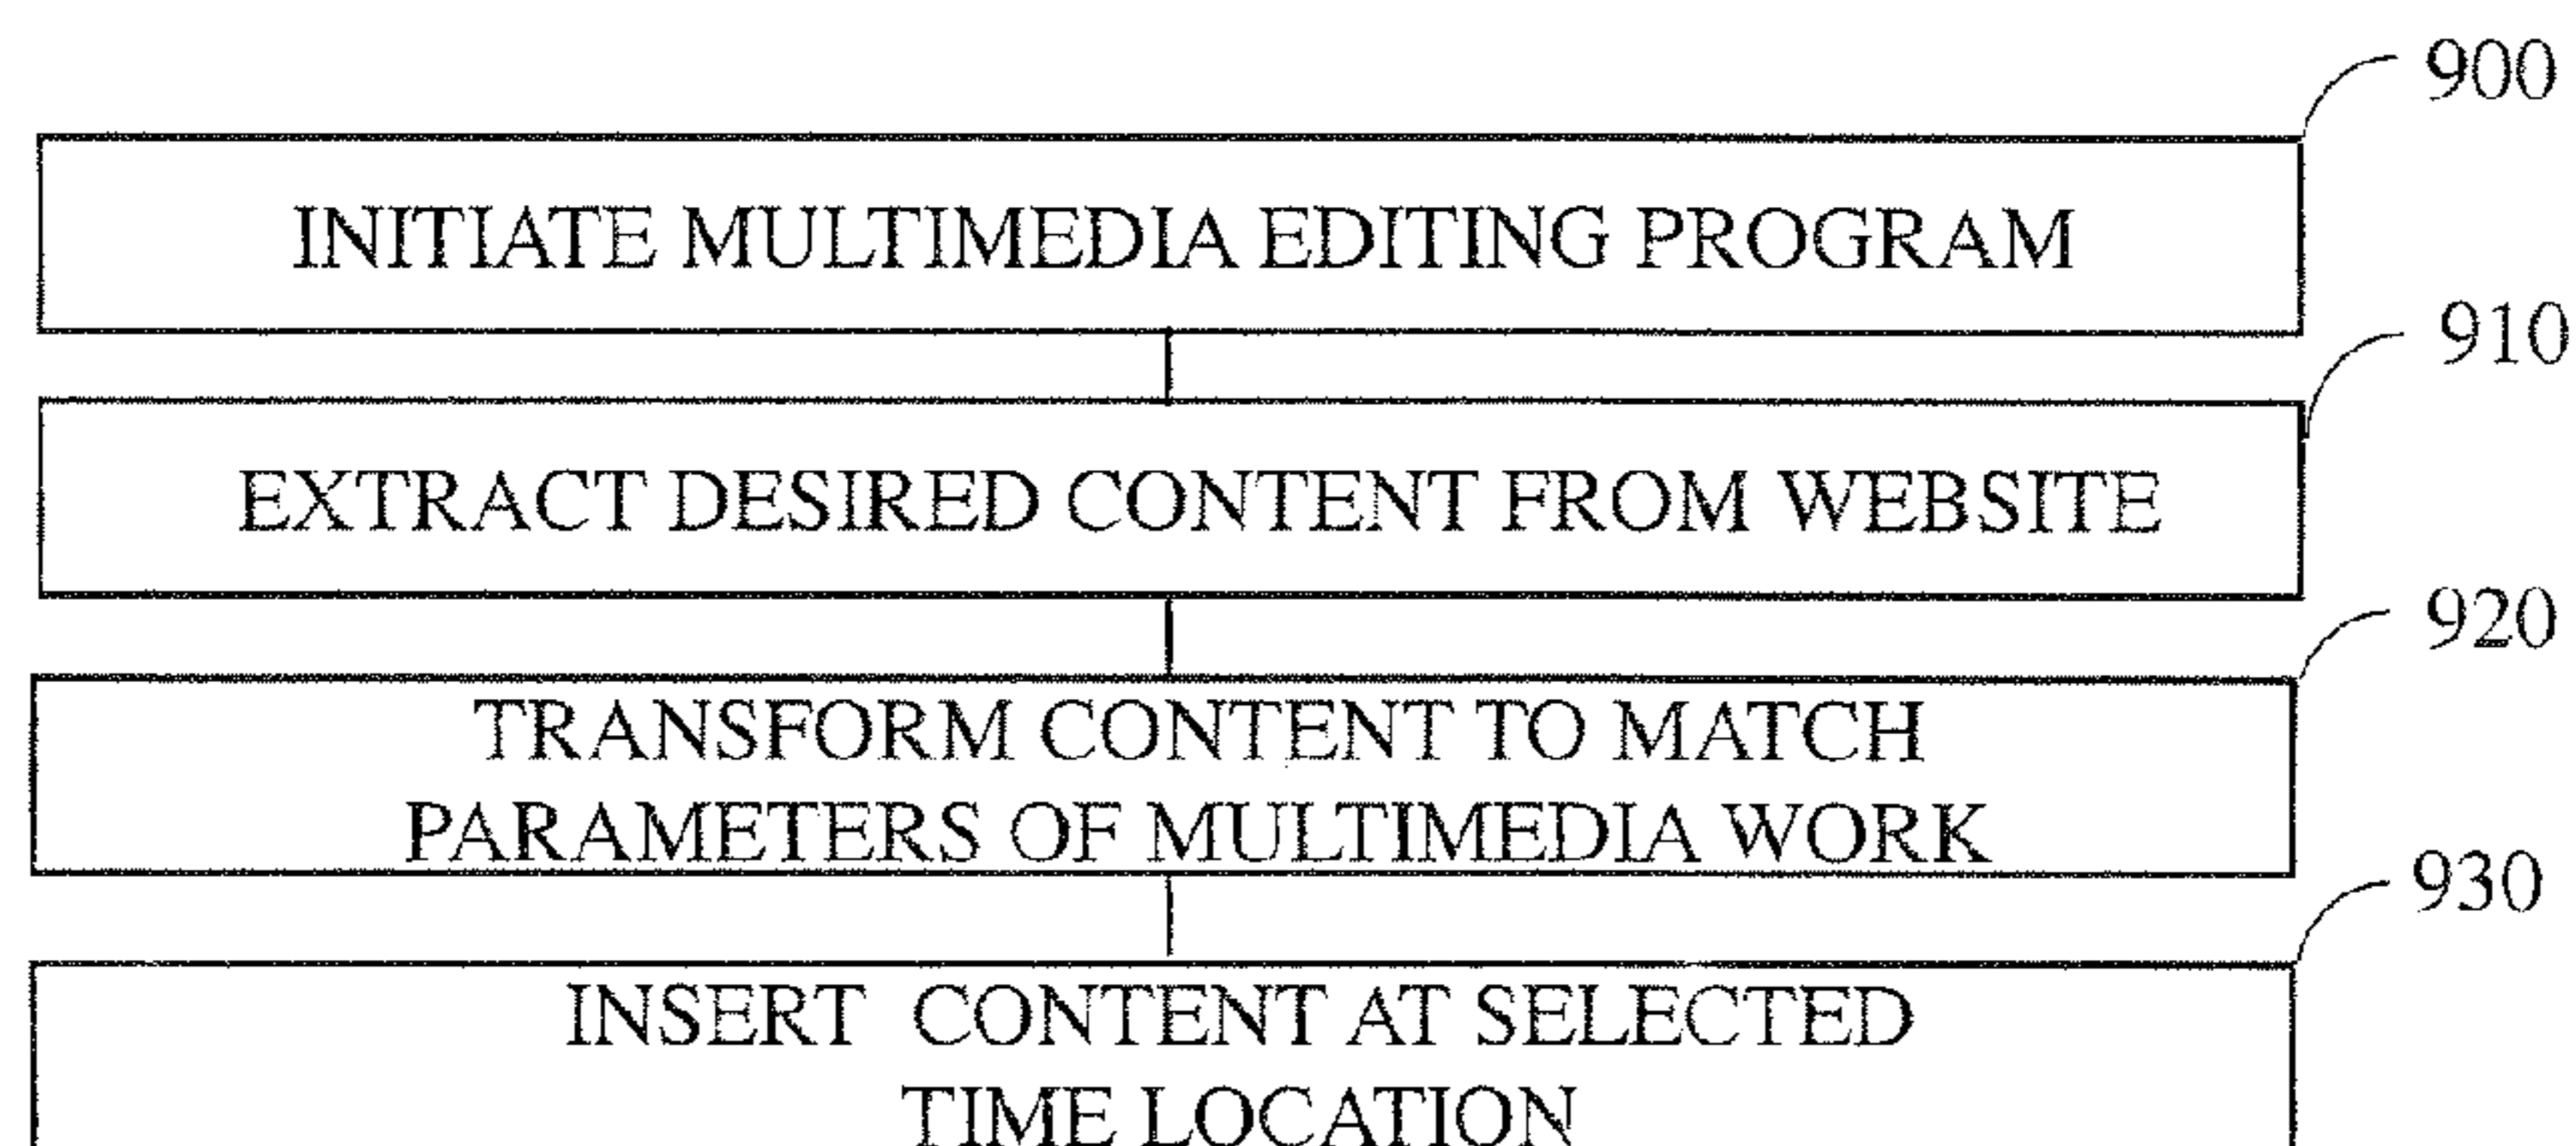 900
INITIATE MULTIMEDIA EDITING PROGRAM
910
EXTRACT DESIRED CONTENT FROM WEBSITE
920
TRANSFORM CONTENT TO MATCH
PARAMETERS OF MULTIMEDIA WORK
930
INSERT CONTENT AT SELECTED
TIME LOCATION